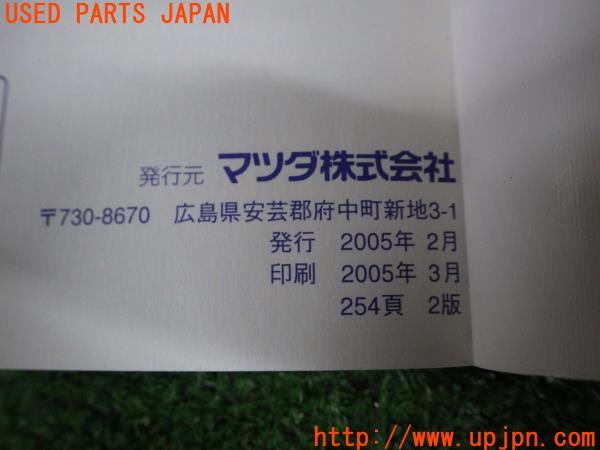 USED PARTS JAPAN
発行元 マツダ株式会社
〒730-8670 広島県安芸郡府中町新地3-1
発行 2005年 2月
印刷 2005年 3月
254頁 2版
http://www.upjpn.com/